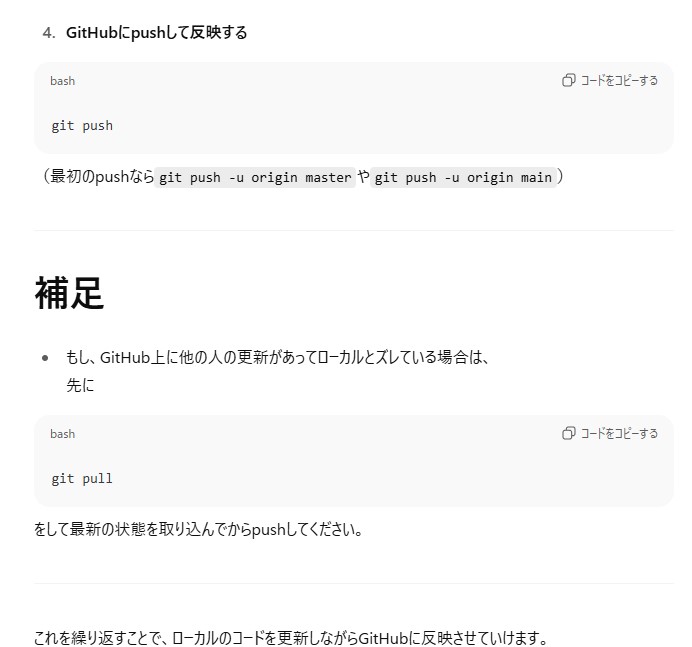 4. GitHubにpushして反映する
bash コードをコピーする
git push
（最初のpushなら git push -u origin master や git push -u origin main ）
補足
• もし、GitHub上に他の人の更新があってローカルとズレている場合は、
先に
bash コードをコピーする
git pull
をして最新の状態を取り込んでからpushしてください。
これを繰り返すことで、ローカルのコードを更新しながらGitHubに反映させていけます。